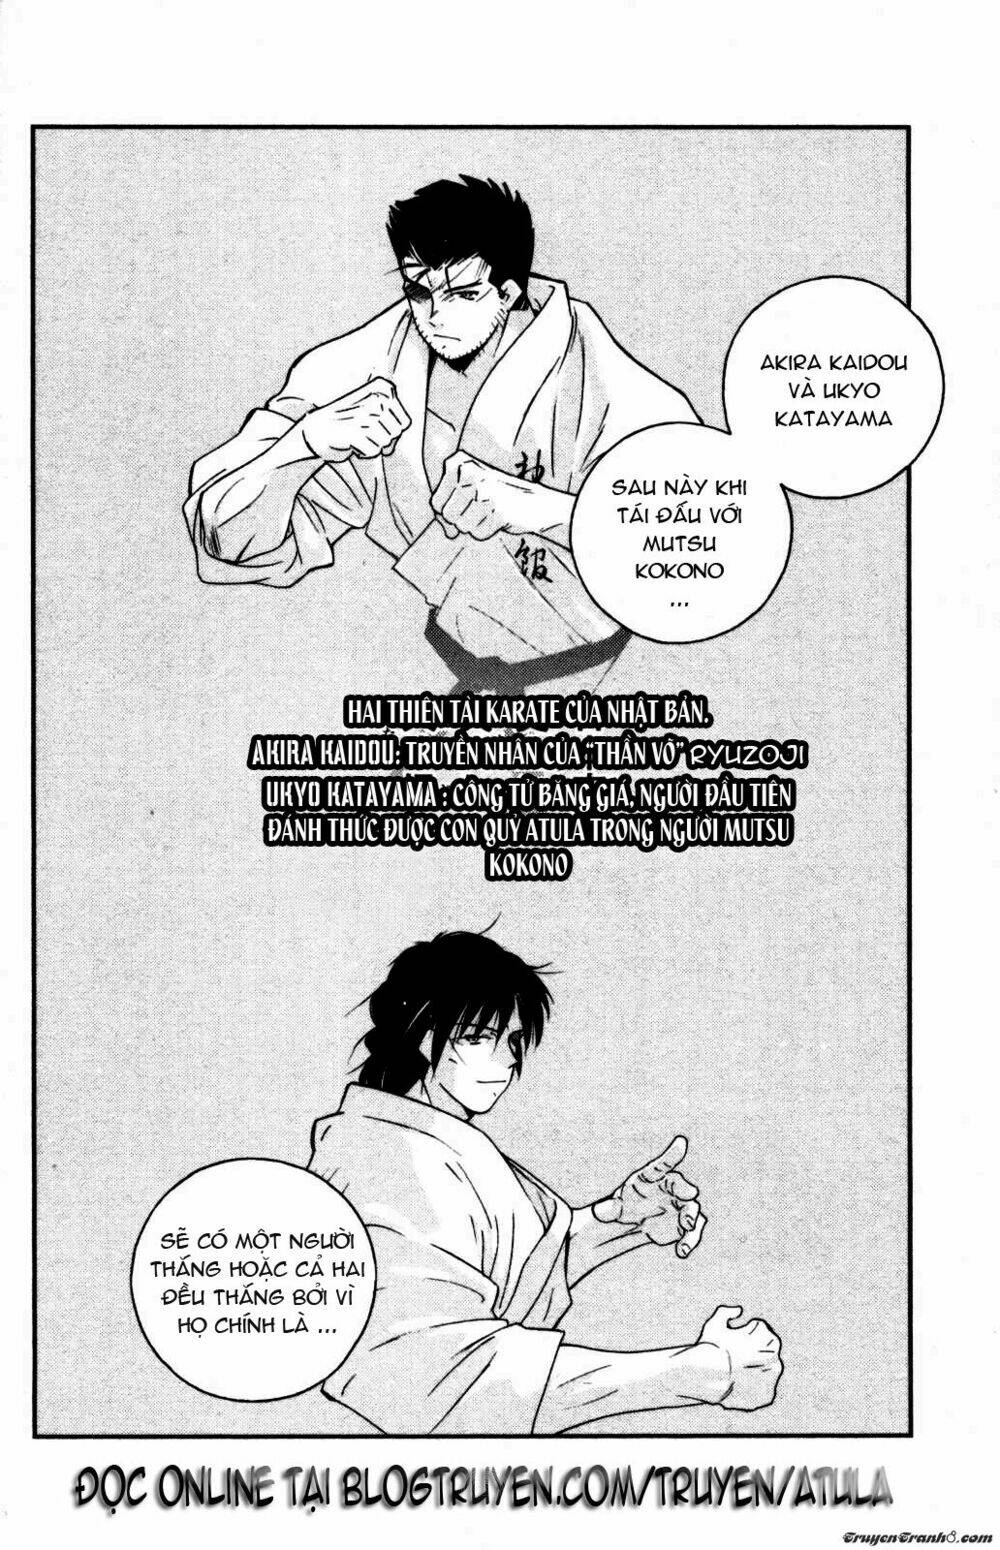 AKIRA KAIDOU
VÀ UKYO
KATAYAMA
SAU NÀY KHI
TÁI ĐẤU VỚI
MUTSU
KOKONO
...
神
館
HAI THIÊN TÀI KARATE CỦA NHẬT BẢN.
AKIRA KAIDOU: TRUYỀN NHÂN CỦA "THẦN VÕ" RYUZOJI
UKYO KATAYAMA : CÔNG TỬ BĂNG GIÁ, NGƯỜI ĐẦU TIÊN
ĐÁNH THỨC ĐƯỢC CON QUỶ ATULA TRONG NGƯỜI MUTSU
KOKONO
SẼ CÓ MỘT NGƯỜI
THẮNG HOẶC CẢ HAI
ĐỀU THẮNG BỞI VÌ
HỌ CHÍNH LÀ ...
ĐỌC ONLINE TẠI BLOGTRUYEN.COM/TRUYEN/ATULA
TruyenTranh8.com